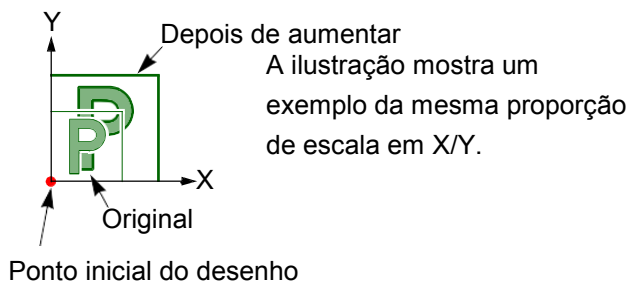 Y
Depois de aumentar
A ilustração mostra um
exemplo da mesma proporção
de escala em X/Y.
P
P
X
Original
Ponto inicial do desenho